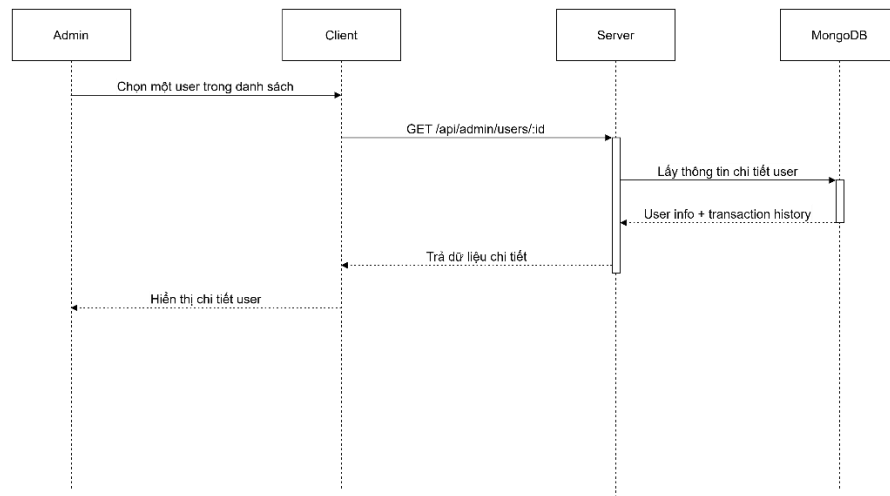 Admin
Client
Server
MongoDB
Chọn một user trong danh sách
GET /api/admin/users/:id
Lấy thông tin chi tiết user
User info + transaction history
Trả dữ liệu chi tiết
Hiển thị chi tiết user